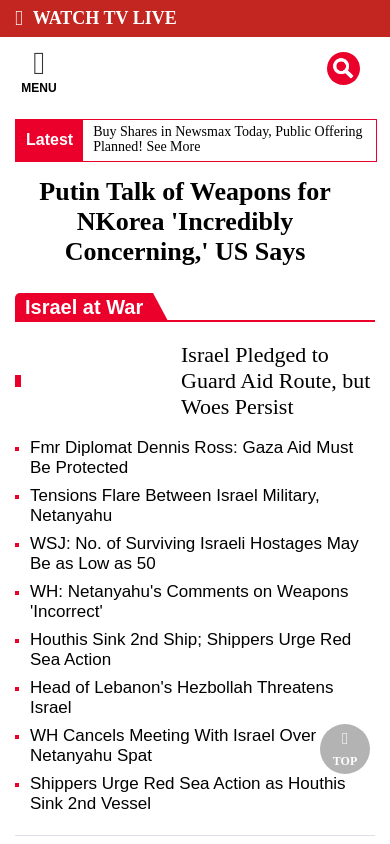 WATCH TV LIVE
MENU
Latest
Buy Shares in Newsmax Today, Public Offering
Planned! See More
Putin Talk of Weapons for
NKorea 'Incredibly
Concerning,' US Says
Israel at War
Israel Pledged to
Guard Aid Route, but
Woes Persist
Fmr Diplomat Dennis Ross: Gaza Aid Must
Be Protected
Tensions Flare Between Israel Military,
Netanyahu
WSJ: No. of Surviving Israeli Hostages May
Be as Low as 50
WH: Netanyahu's Comments on Weapons
'Incorrect'
Houthis Sink 2nd Ship; Shippers Urge Red
Sea Action
Head of Lebanon's Hezbollah Threatens
Israel
WH Cancels Meeting With Israel Over
Netanyahu Spat
TOP
Shippers Urge Red Sea Action as Houthis
Sink 2nd Vessel